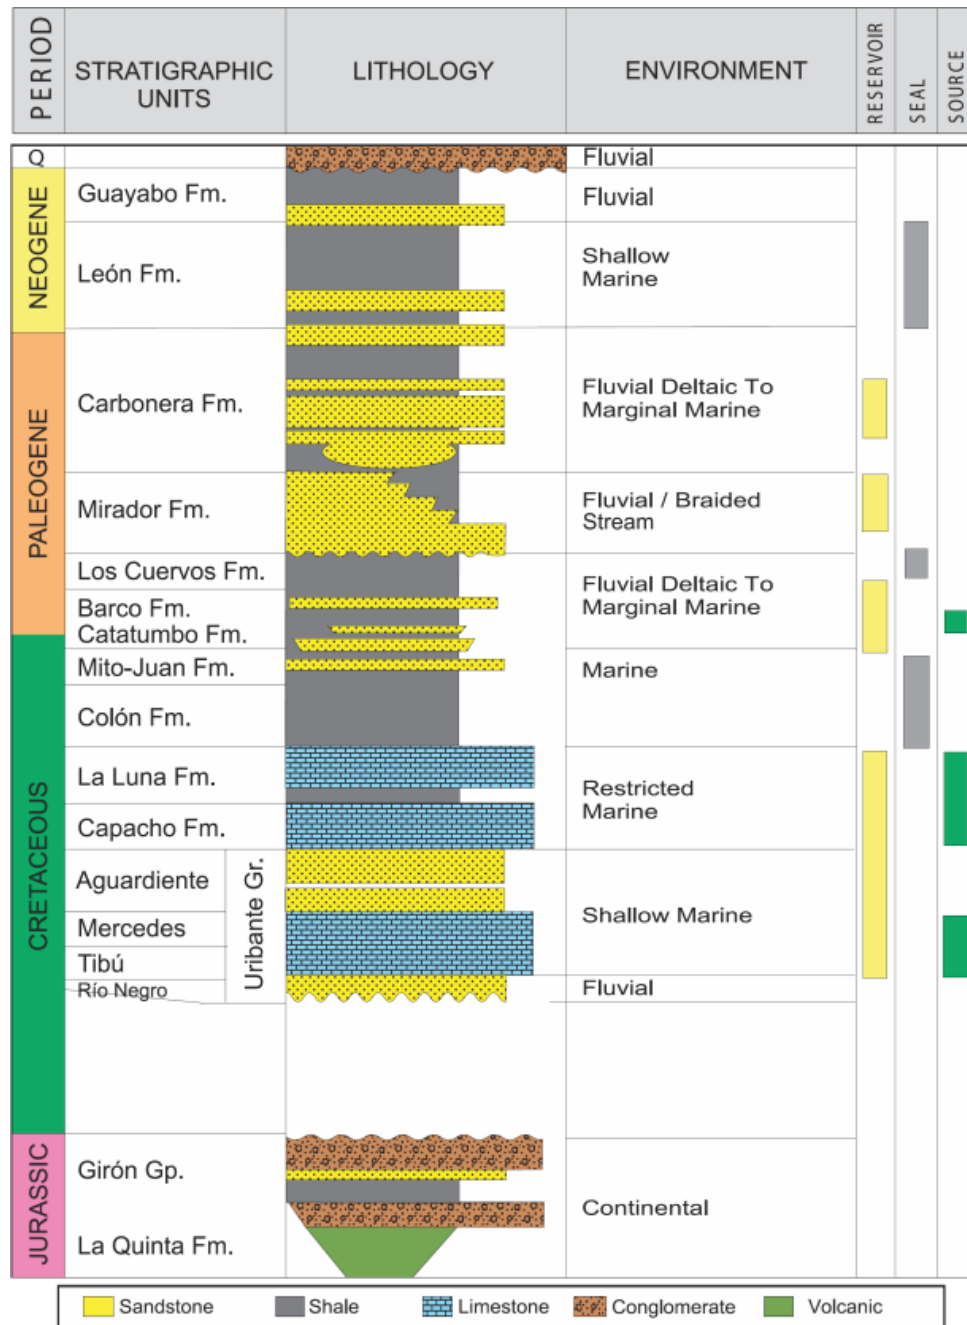 PERIOD
STRATIGRAPHIC
UNITS
LITHOLOGY
ENVIRONMENT
RESERVOIR
SEAL
SOURCE
Q
Fluvial
NEOGENE
Guayabo Fm.
Fluvial
León Fm.
Shallow
Marine
PALEOGENE
Carbonera Fm.
Fluvial Deltaic To
Marginal Marine
Mirador Fm.
Fluvial / Braided
Stream
Los Cuervos Fm.
Barco Fm.
Fluvial Deltaic To
Marginal Marine
Catatumbo Fm.
CRETACEOUS
Mito-Juan Fm.
Marine
Colón Fm.
La Luna Fm.
Restricted
Marine
Capacho Fm.
Aguardiente
Uribante Gr.
Mercedes
Shallow Marine
Tibú
Río Negro
Fluvial
JURASSIC
Girón Gp.
Continental
La Quinta Fm.
Sandstone
Shale
Limestone
Conglomerate
Volcanic